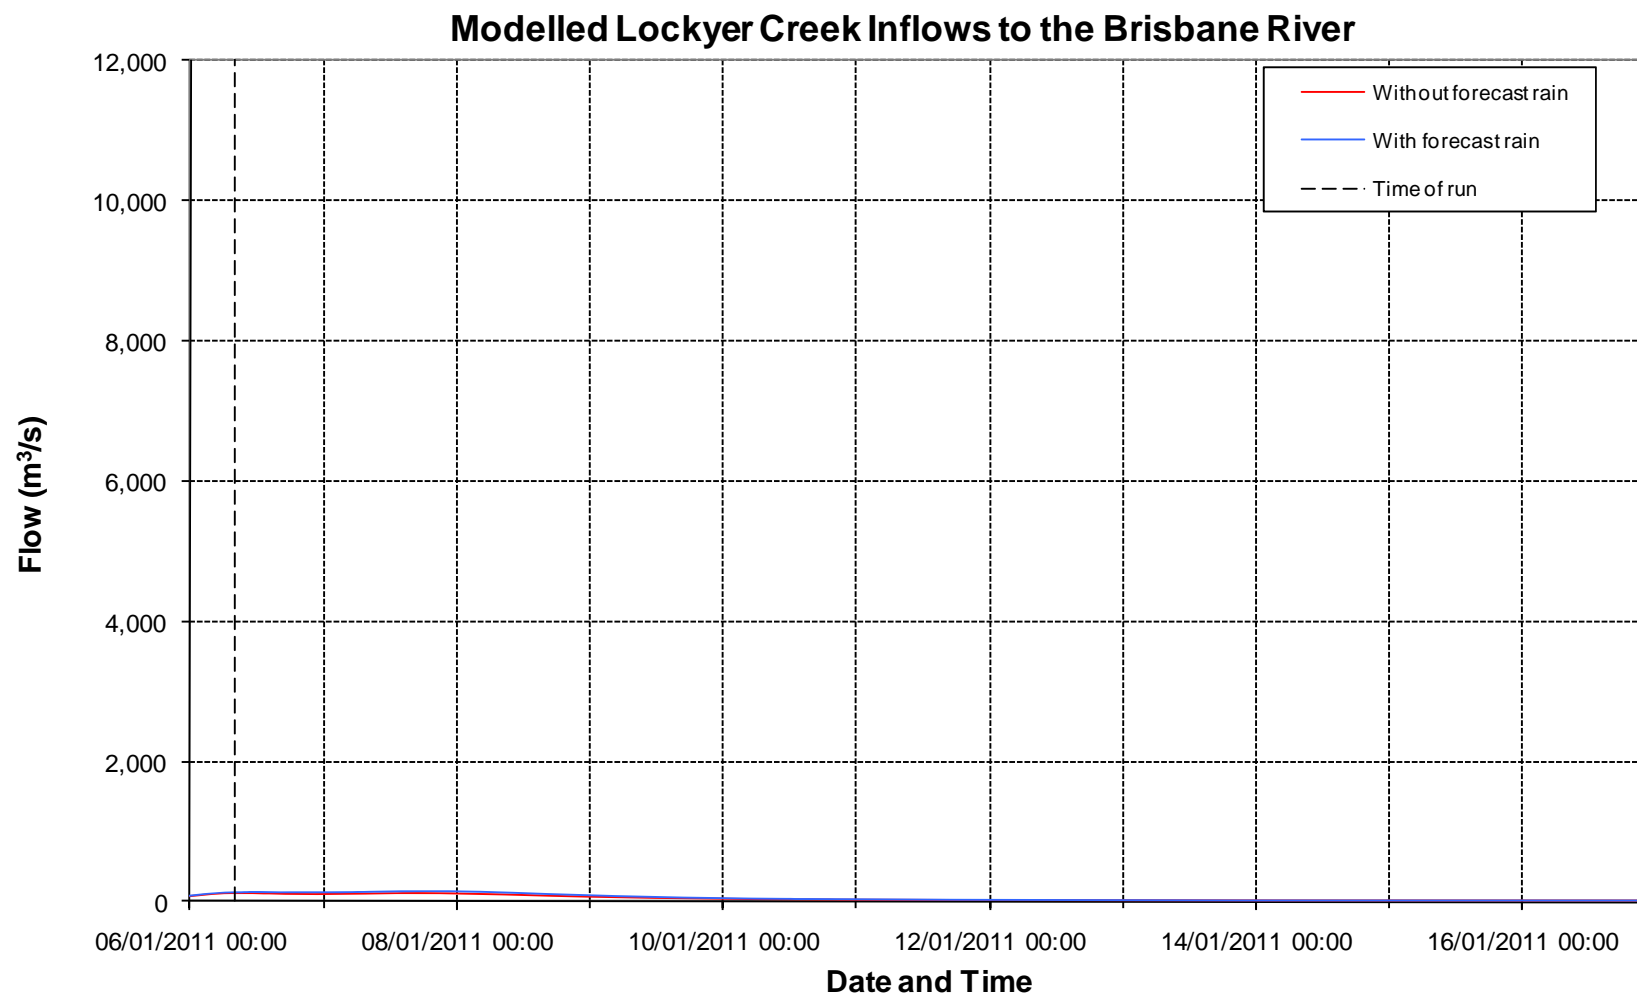 Modelled Lockyer Creek Inflows to the Brisbane River
12,000
10,000
8,000
6,000
4,000
2,000
0
Flow (m³/s)
Without forecast rain
With forecast rain
Time of run
06/01/2011 00:00
08/01/2011 00:00
10/01/2011 00:00
12/01/2011 00:00
14/01/2011 00:00
16/01/2011 00:00
Date and Time